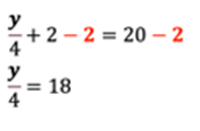 y/4 + 2 − 2 = 20 − 2
y/4 = 18